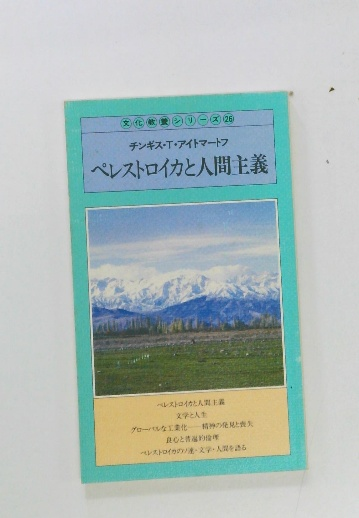 文化教養シリーズ26
チンギス・T・アイトマートフ
ペレストロイカと人間主義
ペレストロイカと人間主義
文学と人生
グローバルな工業化――精神の発見と喪失
良心と普遍的倫理
ペレストロイカのソ連・文学・人間を語る